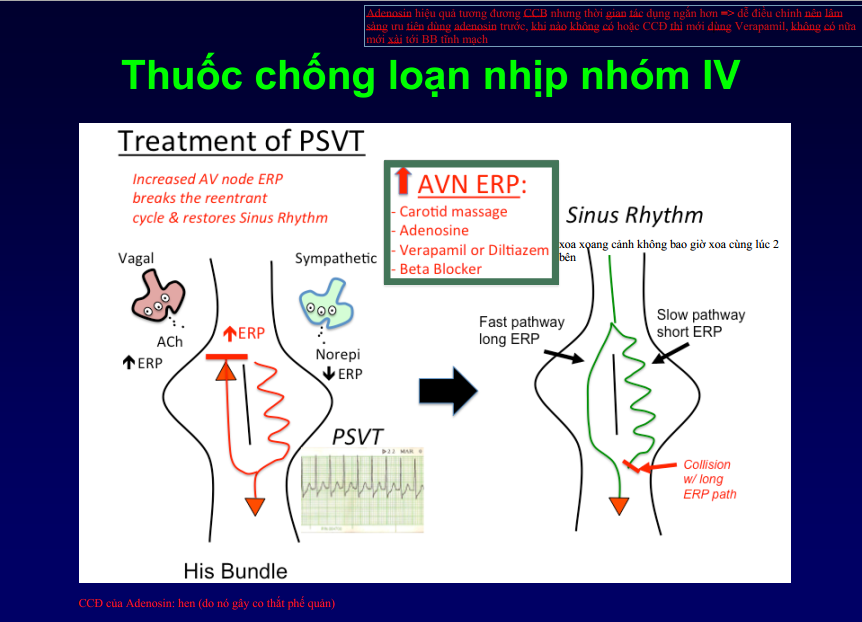 Adenosin hiệu quả tương đương CCB nhưng thời gian tác dụng ngắn hơn => dễ điều chỉnh nên lâm
sàng ưu tiên dùng adenosin trước, khi nào không có hoặc CCĐ thì mới dùng Verapamil, không có nữa
mới xài tới BB tĩnh mạch
Thuốc chống loạn nhịp nhóm IV
Treatment of PSVT
Increased AV node ERP
breaks the reentrant
cycle & restores Sinus Rhythm
⬆ AVN ERP:
- Carotid massage
- Adenosine
- Verapamil or Diltiazem
- Beta Blocker
Sinus Rhythm
xoa xoang cảnh không bao giờ xoa cùng lúc 2
bên
Vagal
Sympathetic
ACh
⬆ ERP
⬆ ERP
Norepi
⬇ ERP
PSVT
Fast pathway
long ERP
Slow pathway
short ERP
Collision
w/ long
ERP path
His Bundle
CCĐ của Adenosin: hen (do nó gây co thắt phế quản)